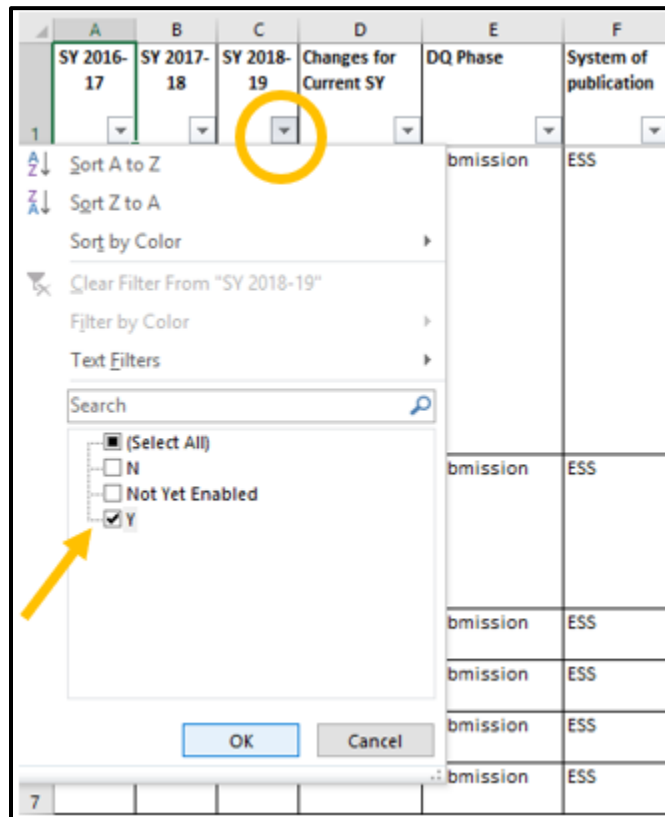 A B C D E F
SY 2016-17 SY 2017-18 SY 2018-19 Changes for Current SY DQ Phase System of publication
1
Sort A to Z
bmission ESS
Sort Z to A
Sort by Color
Clear Filter From "SY 2018-19"
Filter by Color
Text Filters
Search
(Select All)
N
bmission ESS
Not Yet Enabled
Y
bmission ESS
bmission ESS
bmission ESS
OK Cancel
bmission ESS
7